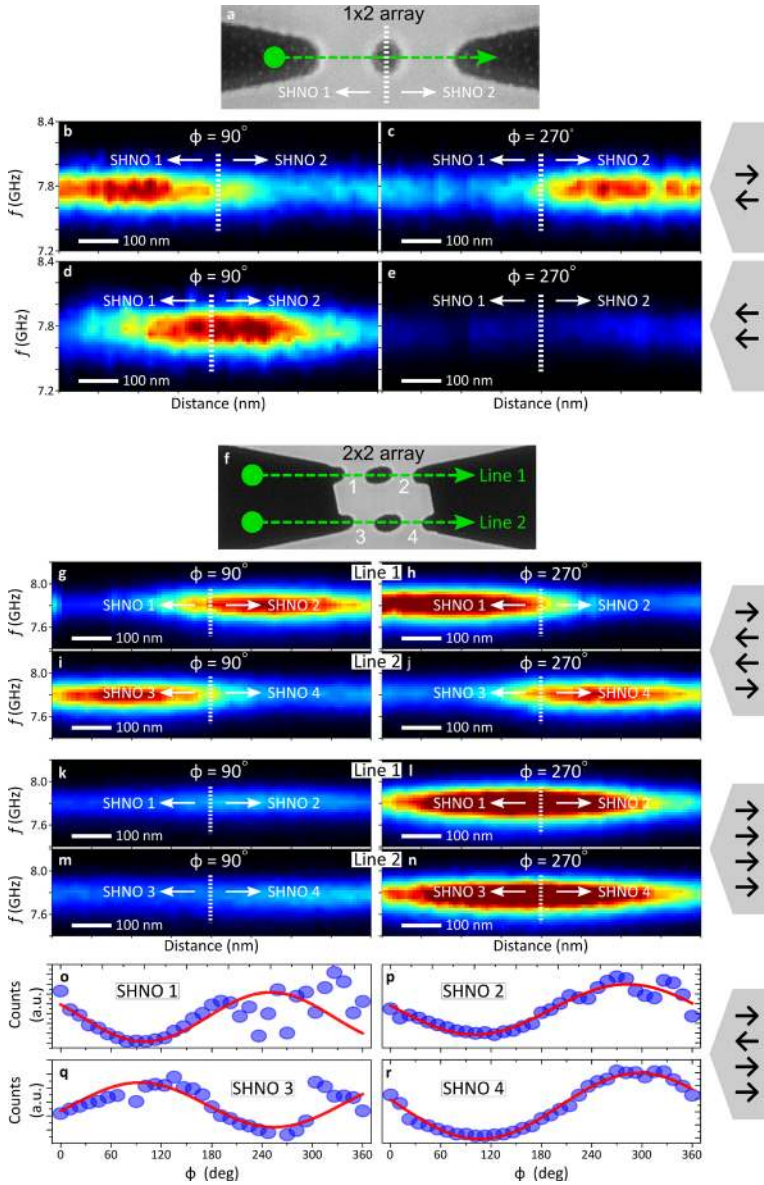 a
1x2 array
SHNO 1
SHNO 2
8.4
b
ϕ = 90°
SHNO 1
SHNO 2
c
ϕ = 270°
SHNO 1
SHNO 2
f (GHz)
7.8
100 nm
100 nm
7.2
8.4
d
ϕ = 90°
SHNO 1
SHNO 2
e
ϕ = 270°
SHNO 1
SHNO 2
f (GHz)
7.8
100 nm
100 nm
7.2
Distance (nm)
Distance (nm)
f
2x2 array
1
2
Line 1
3
4
Line 2
g
ϕ = 90°
Line 1
h
ϕ = 270°
f (GHz)
8.0
SHNO 1
SHNO 2
SHNO 1
SHNO 2
7.6
100 nm
100 nm
i
ϕ = 90°
Line 2
j
ϕ = 270°
f (GHz)
8.0
SHNO 3
SHNO 4
SHNO 3
SHNO 4
7.6
100 nm
100 nm
k
ϕ = 90°
Line 1
l
ϕ = 270°
f (GHz)
8.0
SHNO 1
SHNO 2
SHNO 1
SHNO 2
7.6
100 nm
100 nm
m
ϕ = 90°
Line 2
n
ϕ = 270°
f (GHz)
8.0
SHNO 3
SHNO 4
SHNO 3
SHNO 4
7.6
100 nm
100 nm
Distance (nm)
Distance (nm)
Counts
(a.u.)
o
SHNO 1
p
SHNO 2
Counts
(a.u.)
q
SHNO 3
r
SHNO 4
0 120 240 360
0 120 240 360
ϕ (deg)
ϕ (deg)